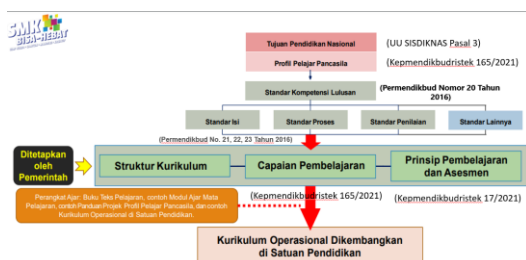 SMK
BISA-HEBAT
Tujuan Pendidikan Nasional
(UU SISDIKNAS Pasal 3)
Profil Pelajar Pancasila
(Kepmendikbudristek 165/2021)
Standar Kompetensi Lulusan
(Permendikbud Nomor 20 Tahun
2016)
Standar Isi
Standar Proses
Standar Penilaian
Standar Lainnya
(Permendikbud No. 21, 22, 23 Tahun 2016)
Ditetapkan
oleh
Pemerintah
Struktur Kurikulum
Capaian Pembelajaran
Prinsip Pembelajaran
dan Asesmen
Perangkat Ajar: Buku Teks Pelajaran, contoh Modul Ajar Mata
Pelajaran, contoh Panduan Projek Profil Pelajar Pancasila, dan contoh
Kurikulum Operasional di Satuan Pendidikan.
(Kepmendikbudristek 165/2021)
(Kepmendikbudristek 17/2021)
Kurikulum Operasional Dikembangkan
di Satuan Pendidikan